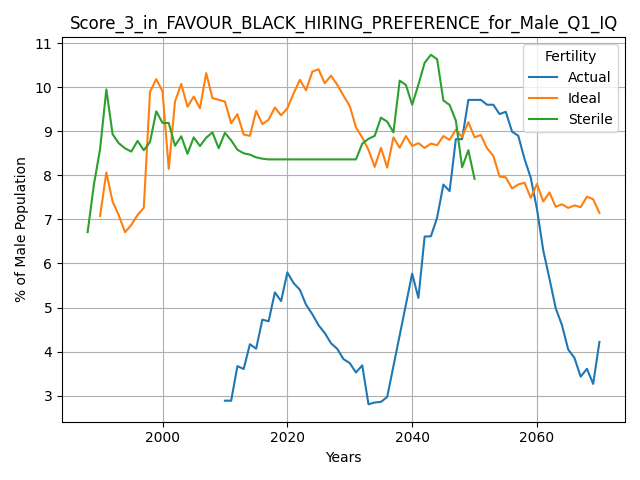 Score_3_in_FAVOUR_BLACK_HIRING_PREFERENCE_for_Male_Q1_IQ
Fertility
Actual
Ideal
Sterile
% of Male Population
11
10
9
8
7
6
5
4
3
2000 2020 2040 2060
Years